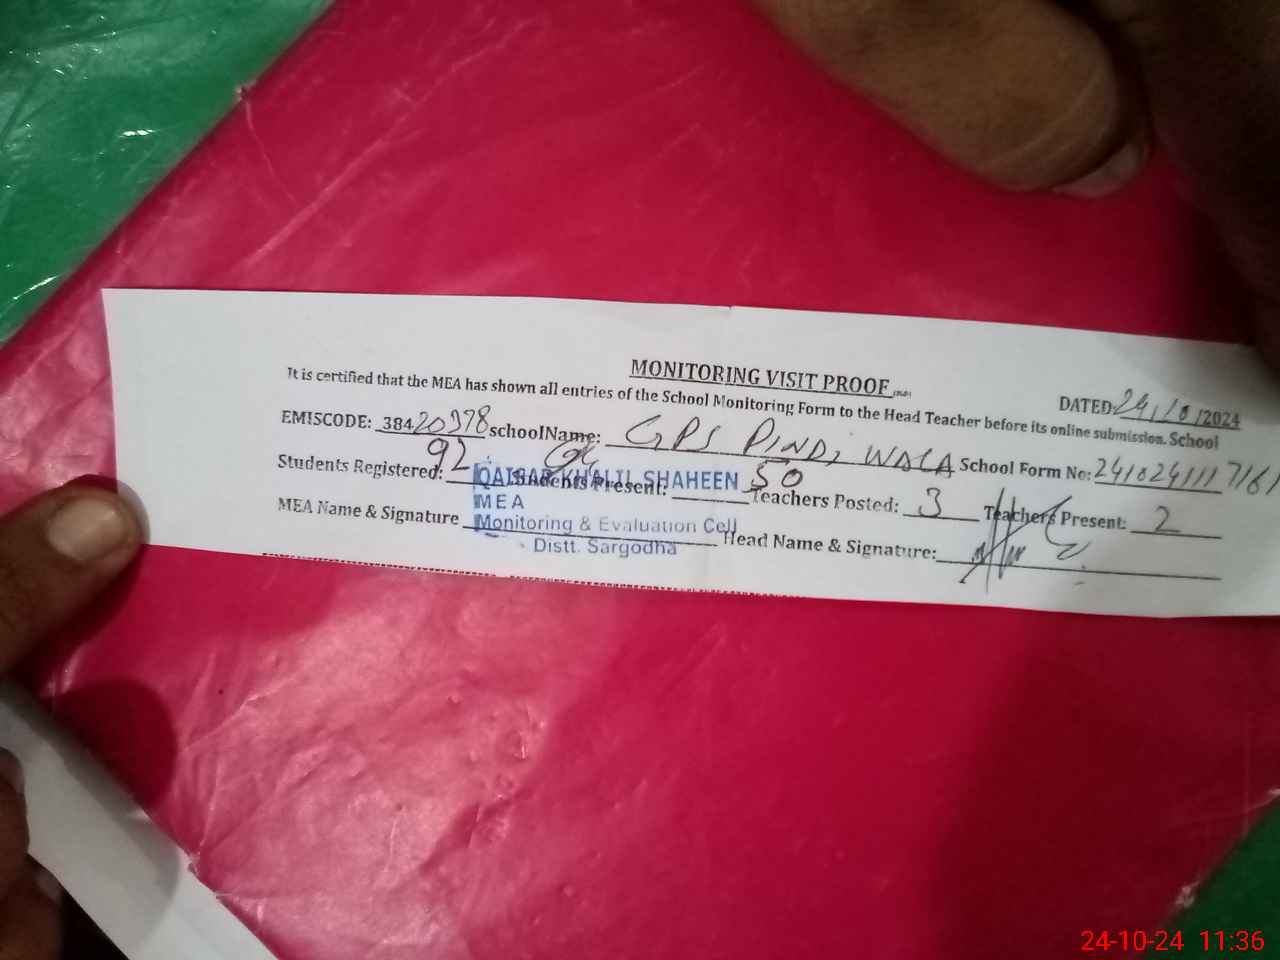 MONITORING VISIT PROOF
DATED: 24/10/2024
It is certified that the MEA has shown all entries of the School Monitoring Form to the Head Teacher before its online submission. School
EMISCODE: 38420378 schoolName: GPS PINDI WALA School Form No: 2410241117161
Students Registered: 92 Students Present: 50 Teachers Posted: 3 Teachers Present: 2
MEA Name & Signature Head Name & Signature:
QAISAR KHALIL SHAHEEN
MEA
Monitoring & Evaluation Cell
Distt. Sargodha
24-10-24 11:36